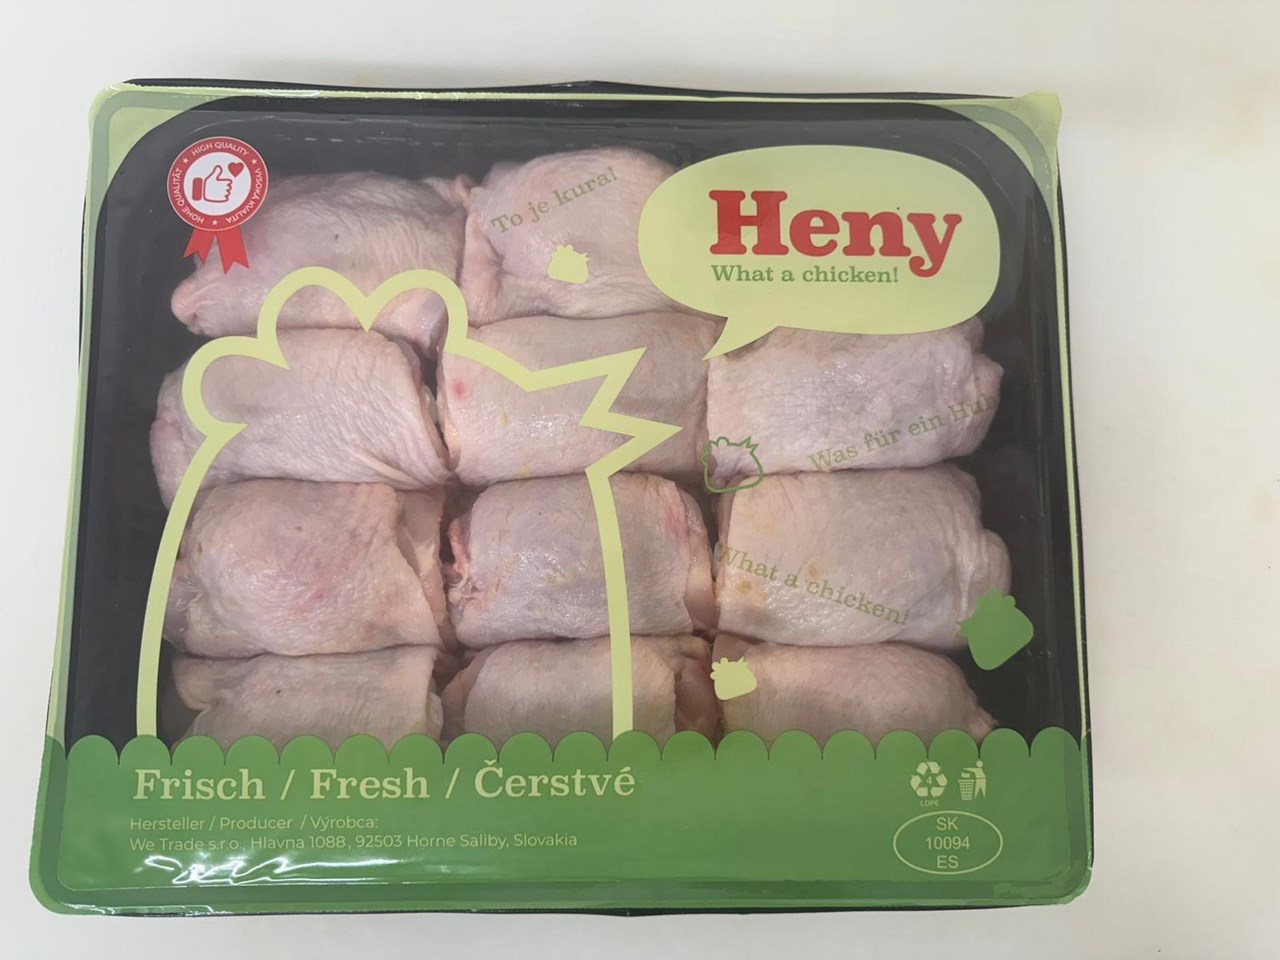 HIGH QUALITY
VYSOKÁ KVALITA
HOHE QUALITÄT
To je kura!
Heny
What a chicken!
Was für ein
What a chicken!
Frisch / Fresh / Čerstvé
Hersteller / Producer / Výrobca:
We Trade s.r.o., Hlavna 1088, 92503 Horne Saliby, Slovakia
4
LDPE
SK
10094
ES